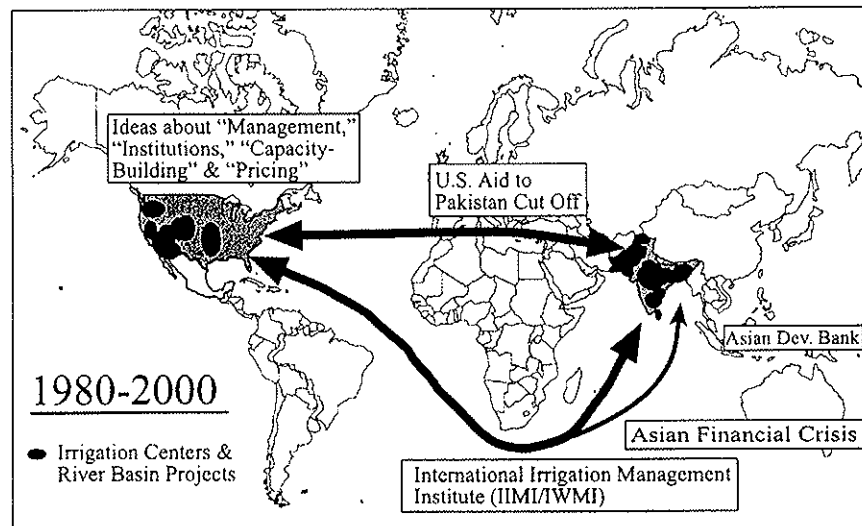 Ideas about “Management,”
“Institutions,” “Capacity-
Building” & “Pricing”
U.S. Aid to
Pakistan Cut Off
Asian Dev. Bank
1980-2000
Irrigation Centers &
River Basin Projects
Asian Financial Crisis
International Irrigation Management
Institute (IIMI/IWMI)